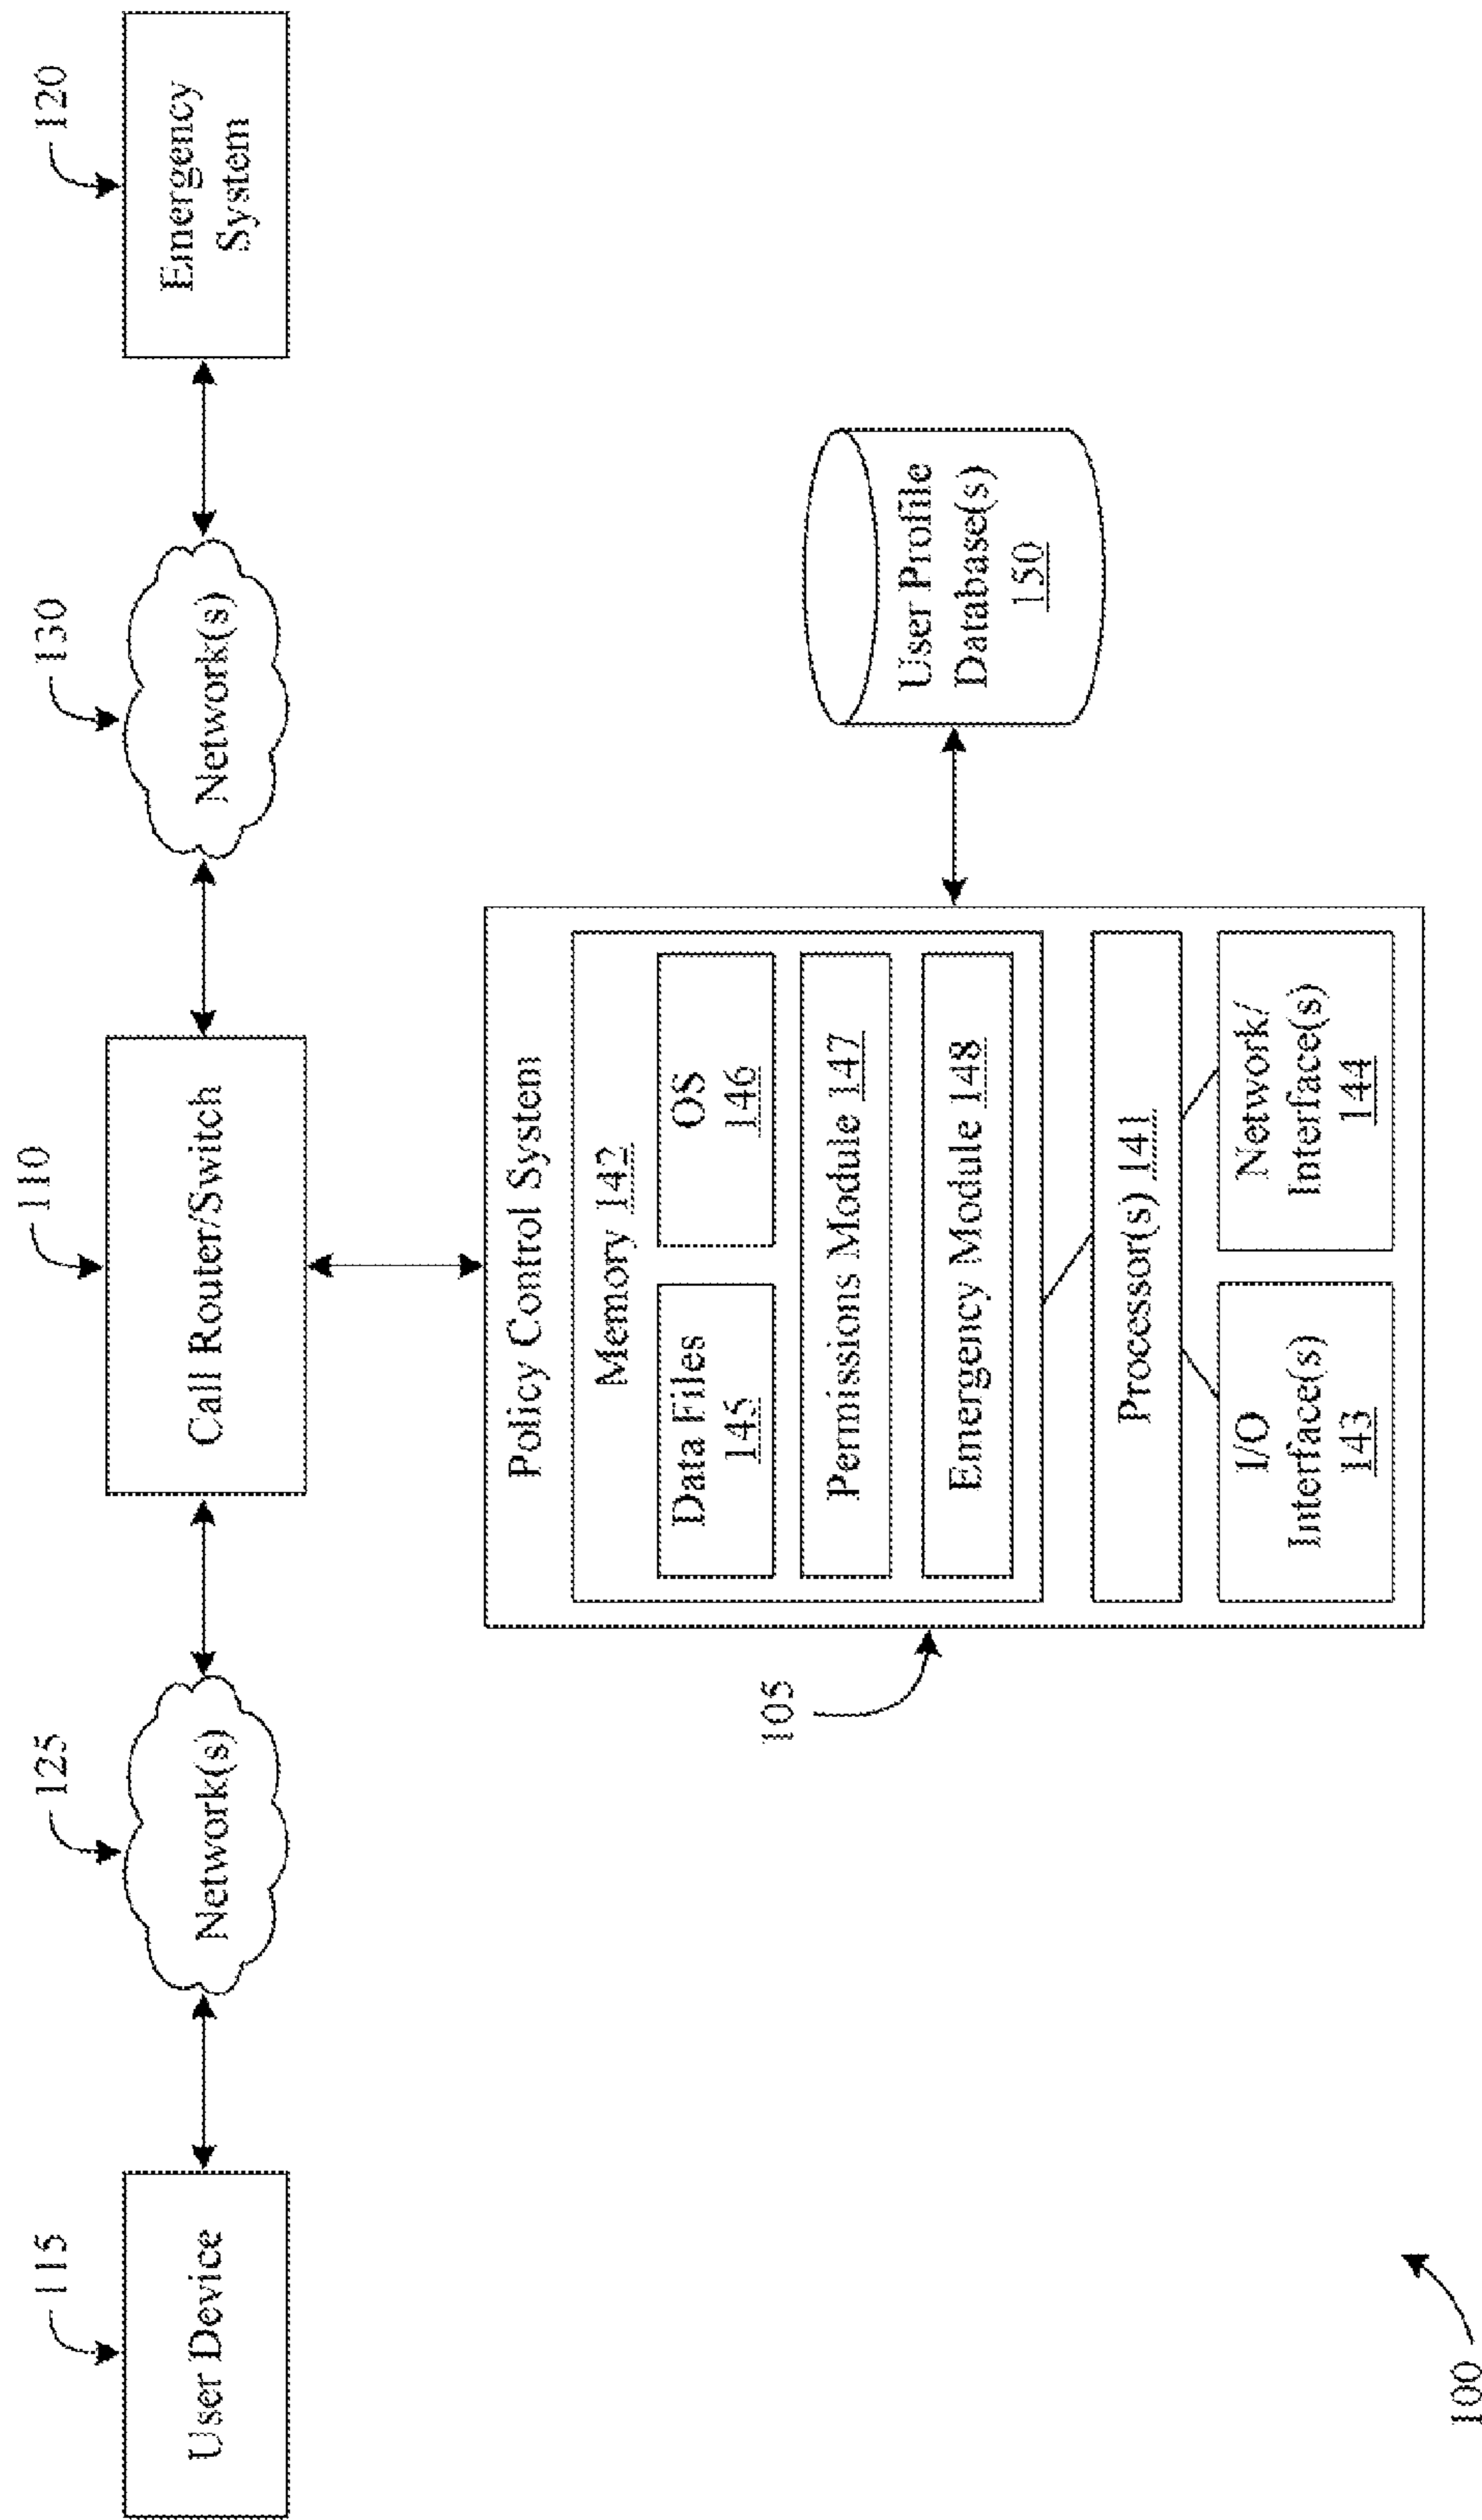 115
125
110
130
120
User Device
Network(s)
Call Router/Switch
Network(s)
Emergency
System
Policy Control System
Memory 142
Data Files
145
OS
146
Permissions Module 147
Emergency Module 148
Processor(s) 141
I/O
Interface(s)
143
Network/
Interface(s)
144
105
User Profile
Database(s)
150
100